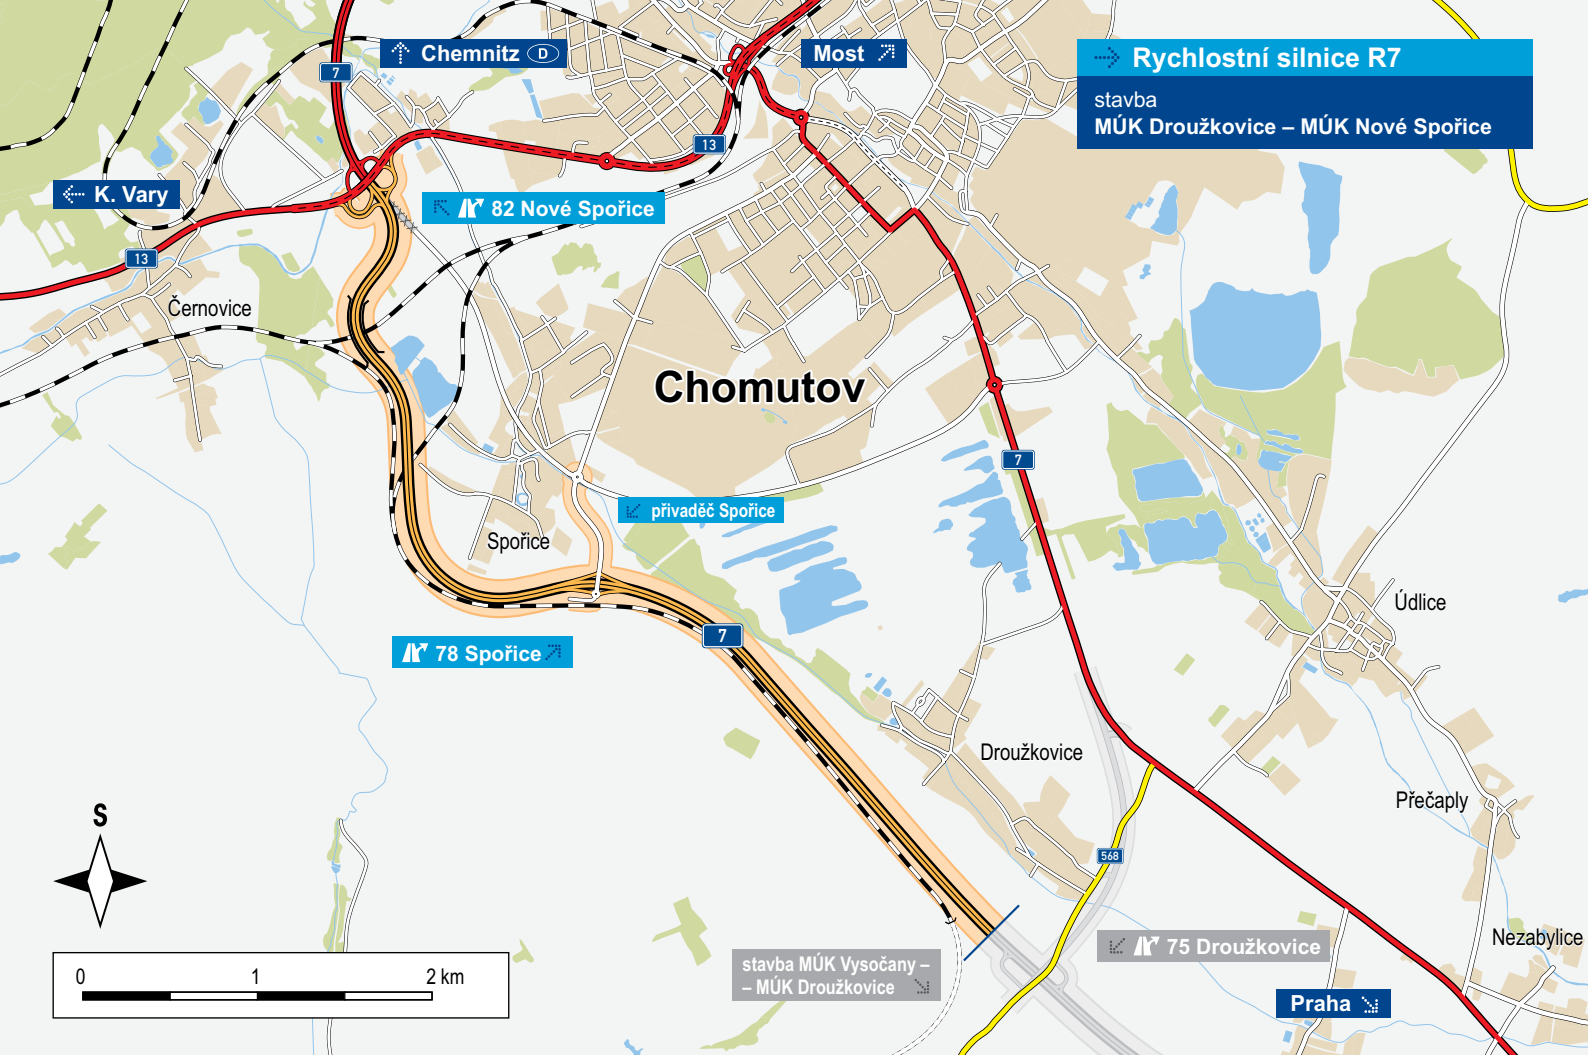 7
Chemnitz D
Most
Rychlostní silnice R7
stavba
MÚK Droužkovice – MÚK Nové Spořice
13
K. Vary
82 Nové Spořice
13
Černovice
Chomutov
7
přivaděč Spořice
Spořice
Údlice
7
78 Spořice
Droužkovice
Přečaply
S
568
Nezabylice
75 Droužkovice
stavba MÚK Vysočany –
– MÚK Droužkovice
0 1 2 km
Praha